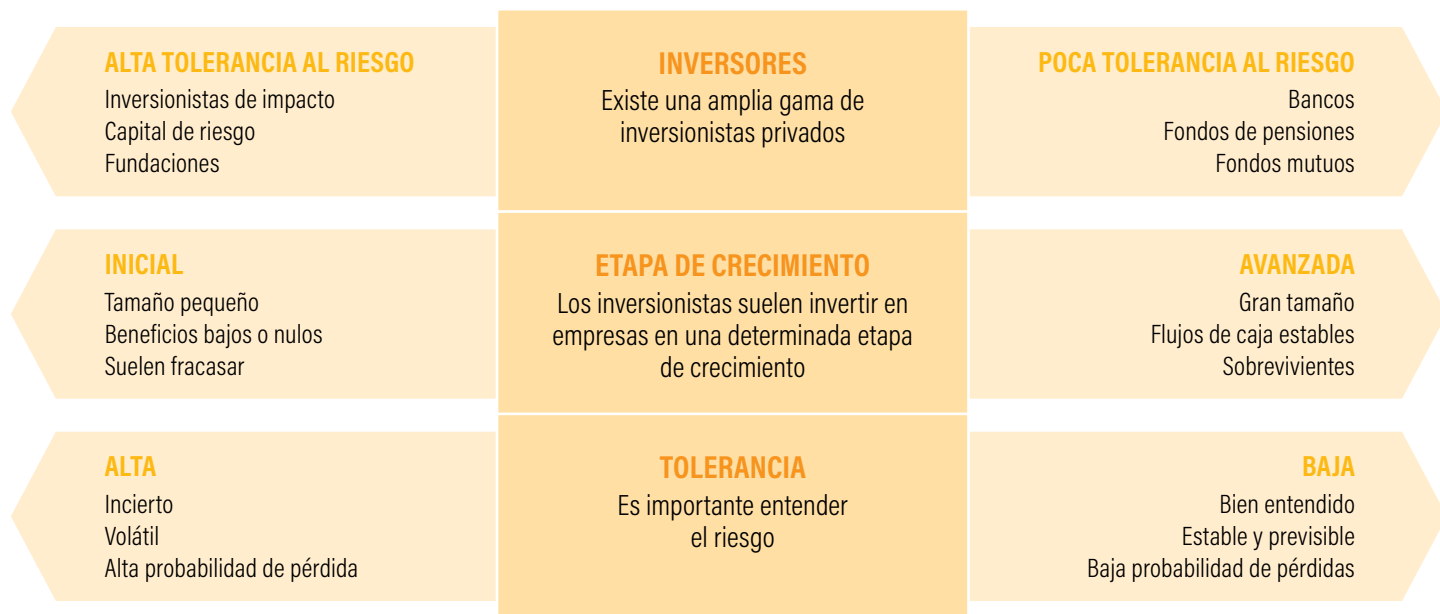 ALTA TOLERANCIA AL RIESGO
Inversionistas de impacto
Capital de riesgo
Fundaciones
INVERSORES
Existe una amplia gama de
inversionistas privados
POCA TOLERANCIA AL RIESGO
Bancos
Fondos de pensiones
Fondos mutuos
INICIAL
Tamaño pequeño
Beneficios bajos o nulos
Suelen fracasar
ETAPA DE CRECIMIENTO
Los inversionistas suelen invertir en
empresas en una determinada etapa
de crecimiento
AVANZADA
Gran tamaño
Flujos de caja estables
Sobrevivientes
ALTA
Incierto
Volátil
Alta probabilidad de pérdida
TOLERANCIA
Es importante entender
el riesgo
BAJA
Bien entendido
Estable y previsible
Baja probabilidad de pérdidas